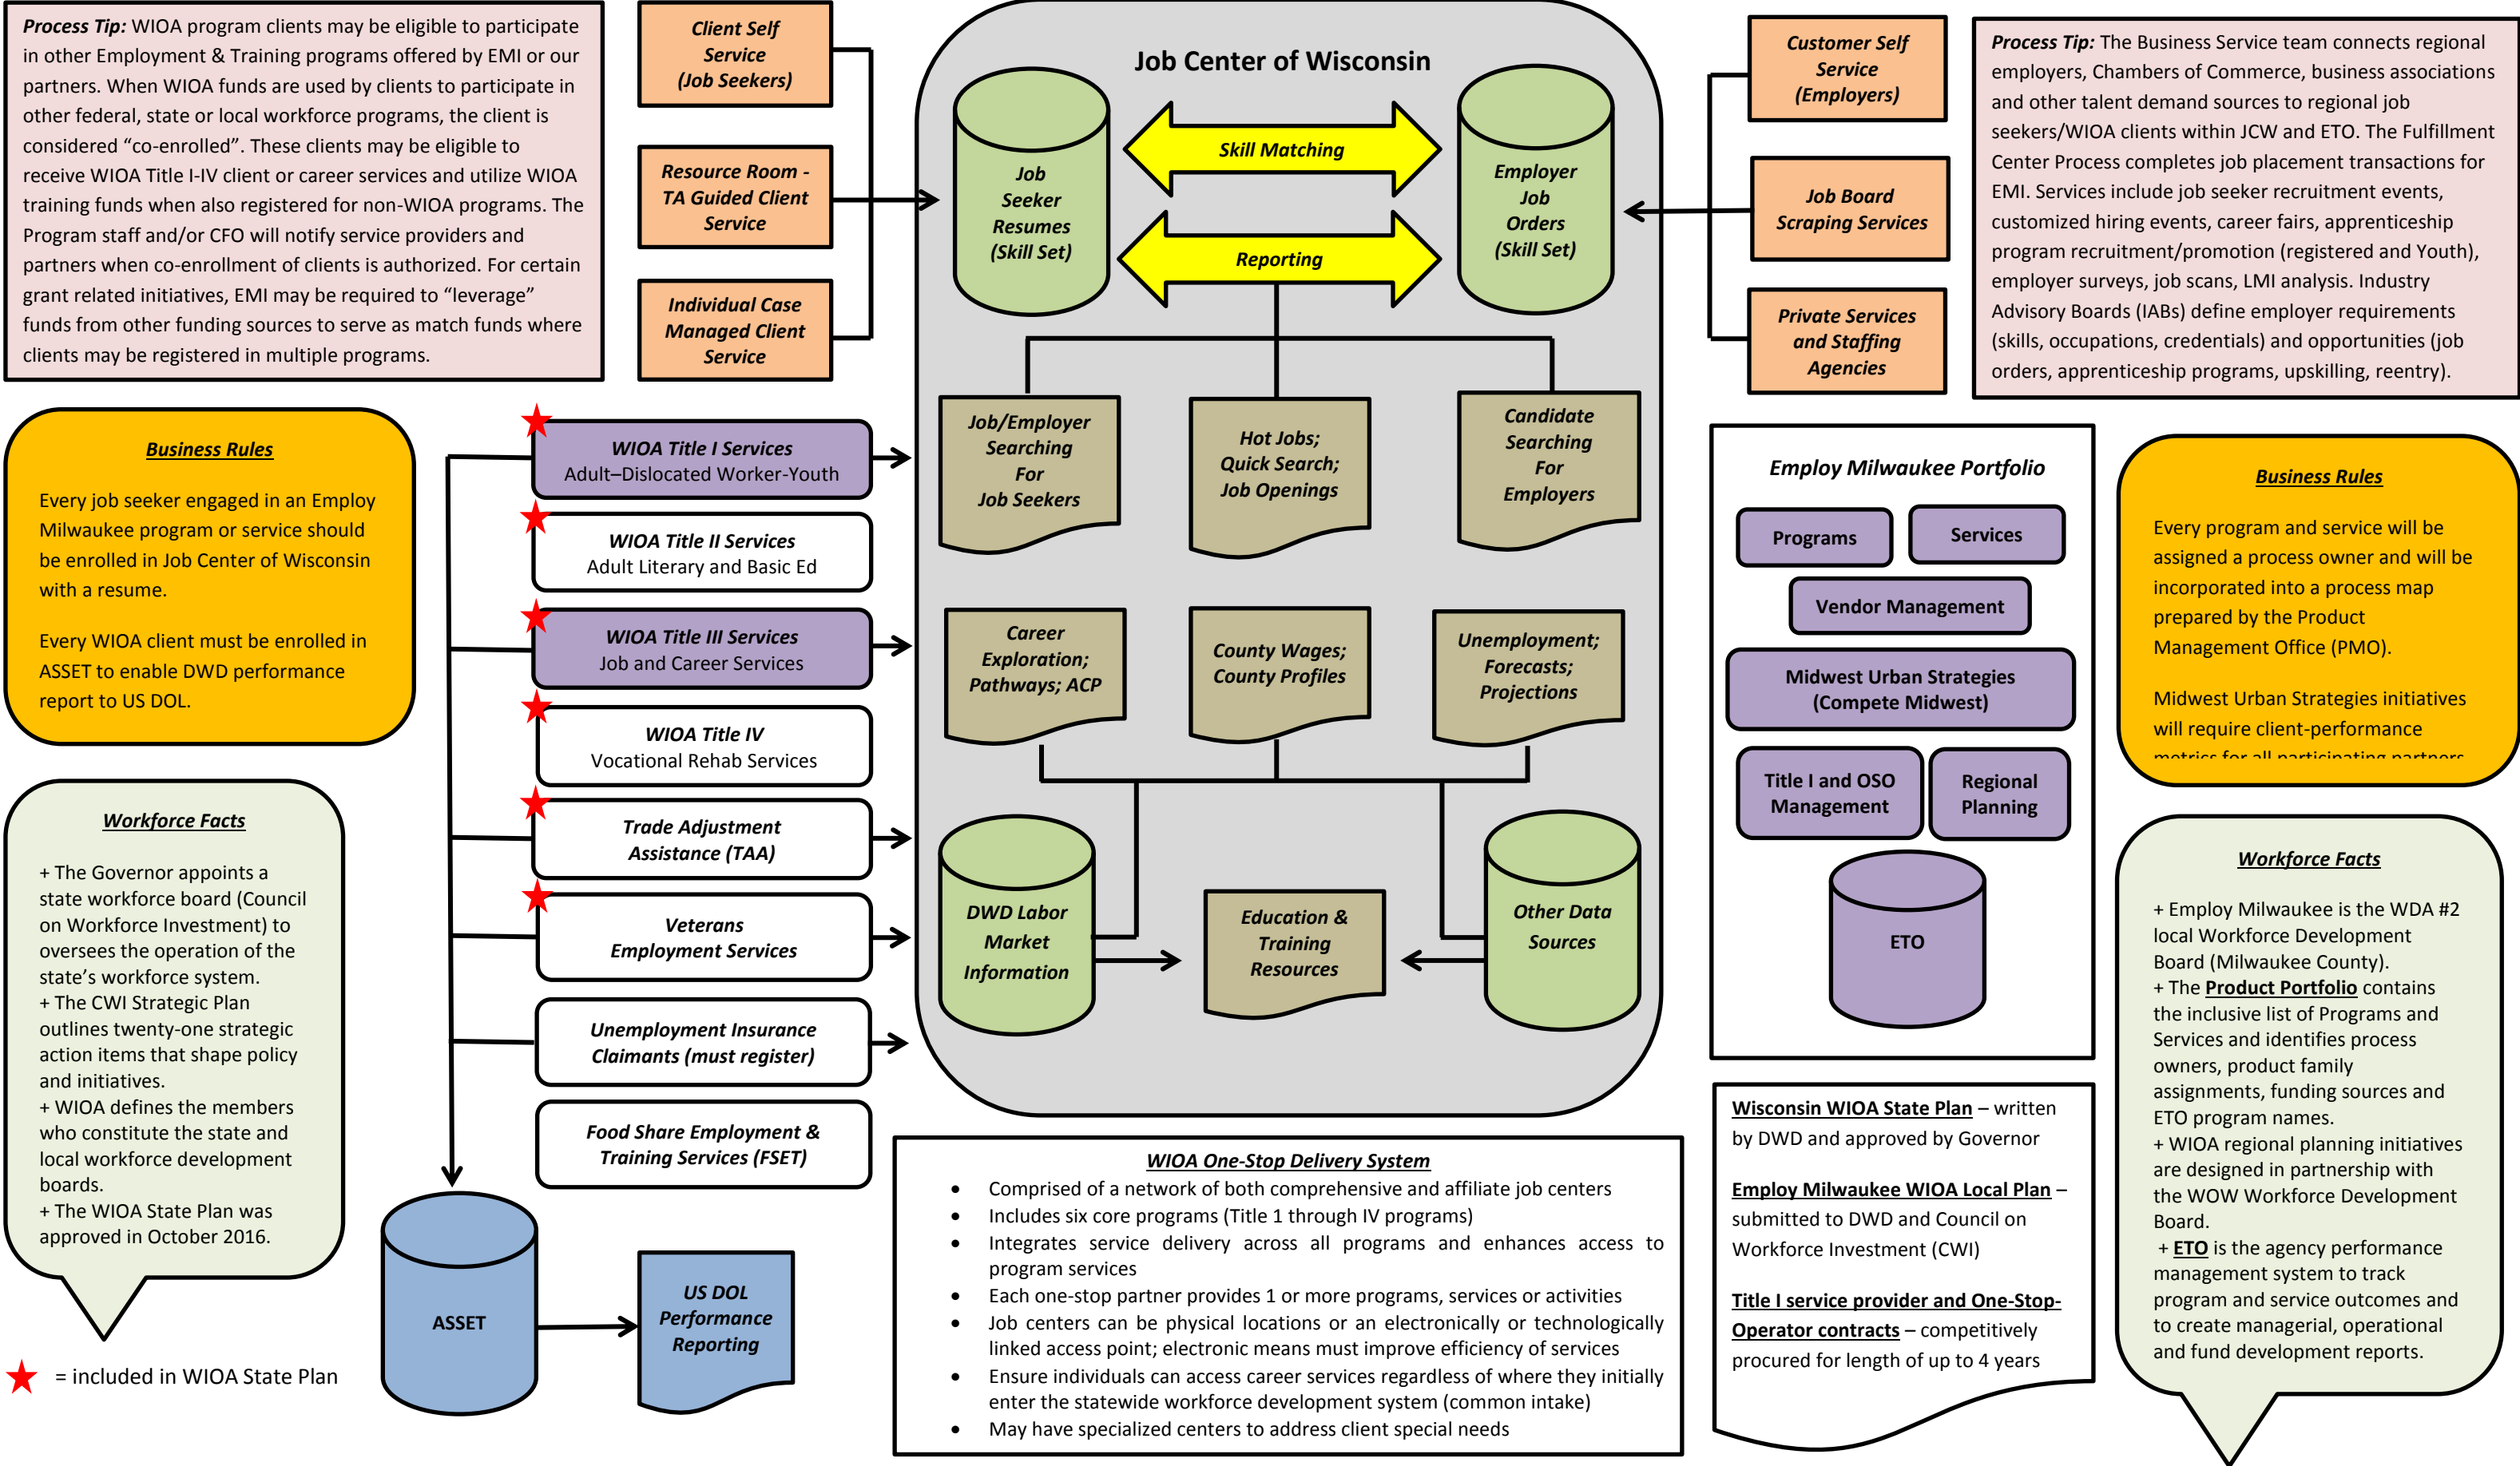 Process Tip: WIOA program clients may be eligible to participate
in other Employment & Training programs offered by EMI or our
partners. When WIOA funds are used by clients to participate in
other federal, state or local workforce programs, the client is
considered “co-enrolled”. These clients may be eligible to
receive WIOA Title I-IV client or career services and utilize WIOA
training funds when also registered for non-WIOA programs. The
Program staff and/or CFO will notify service providers and
partners when co-enrollment of clients is authorized. For certain
grant related initiatives, EMI may be required to “leverage”
funds from other funding sources to serve as match funds where
clients may be registered in multiple programs.
Client Self
Service
(Job Seekers)
Resource Room -
TA Guided Client
Service
Individual Case
Managed Client
Service
Job Center of Wisconsin
Job
Seeker
Resumes
(Skill Set)
Skill Matching
Reporting
Employer
Job
Orders
(Skill Set)
Customer Self
Service
(Employers)
Job Board
Scraping Services
Private Services
and Staffing
Agencies
Process Tip: The Business Service team connects regional
employers, Chambers of Commerce, business associations
and other talent demand sources to regional job
seekers/WIOA clients within JCW and ETO. The Fulfillment
Center Process completes job placement transactions for
EMI. Services include job seeker recruitment events,
customized hiring events, career fairs, apprenticeship
program recruitment/promotion (registered and Youth),
employer surveys, job scans, LMI analysis. Industry
Advisory Boards (IABs) define employer requirements
(skills, occupations, credentials) and opportunities (job
orders, apprenticeship programs, upskilling, reentry).
Business Rules
Every job seeker engaged in an Employ
Milwaukee program or service should
be enrolled in Job Center of Wisconsin
with a resume.
Every WIOA client must be enrolled in
ASSET to enable DWD performance
report to US DOL.
Workforce Facts
+ The Governor appoints a
state workforce board (Council
on Workforce Investment) to
oversees the operation of the
state’s workforce system.
+ The CWI Strategic Plan
outlines twenty-one strategic
action items that shape policy
and initiatives.
+ WIOA defines the members
who constitute the state and
local workforce development
boards.
+ The WIOA State Plan was
approved in October 2016.
= included in WIOA State Plan
WIOA Title I Services
Adult–Dislocated Worker-Youth
WIOA Title II Services
Adult Literary and Basic Ed
WIOA Title III Services
Job and Career Services
WIOA Title IV
Vocational Rehab Services
Trade Adjustment
Assistance (TAA)
Veterans
Employment Services
Unemployment Insurance
Claimants (must register)
Food Share Employment &
Training Services (FSET)
ASSET
US DOL
Performance
Reporting
Job/Employer
Searching
For
Job Seekers
Hot Jobs;
Quick Search;
Job Openings
Candidate
Searching
For
Employers
Career
Exploration;
Pathways; ACP
County Wages;
County Profiles
Unemployment;
Forecasts;
Projections
DWD Labor
Market
Information
Education &
Training
Resources
Other Data
Sources
WIOA One-Stop Delivery System
• Comprised of a network of both comprehensive and affiliate job centers
• Includes six core programs (Title 1 through IV programs)
• Integrates service delivery across all programs and enhances access to
program services
• Each one-stop partner provides 1 or more programs, services or activities
• Job centers can be physical locations or an electronically or technologically
linked access point; electronic means must improve efficiency of services
• Ensure individuals can access career services regardless of where they initially
enter the statewide workforce development system (common intake)
• May have specialized centers to address client special needs
Employ Milwaukee Portfolio
Programs
Services
Vendor Management
Midwest Urban Strategies
(Compete Midwest)
Title I and OSO
Management
Regional
Planning
ETO
Wisconsin WIOA State Plan – written
by DWD and approved by Governor
Employ Milwaukee WIOA Local Plan –
submitted to DWD and Council on
Workforce Investment (CWI)
Title I service provider and One-Stop-
Operator contracts – competitively
procured for length of up to 4 years
Business Rules
Every program and service will be
assigned a process owner and will be
incorporated into a process map
prepared by the Product
Management Office (PMO).
Midwest Urban Strategies initiatives
will require client-performance
metrics for all participating partners
Workforce Facts
+ Employ Milwaukee is the WDA #2
local Workforce Development
Board (Milwaukee County).
+ The Product Portfolio contains
the inclusive list of Programs and
Services and identifies process
owners, product family
assignments, funding sources and
ETO program names.
+ WIOA regional planning initiatives
are designed in partnership with
the WOW Workforce Development
Board.
+ ETO is the agency performance
management system to track
program and service outcomes and
to create managerial, operational
and fund development reports.